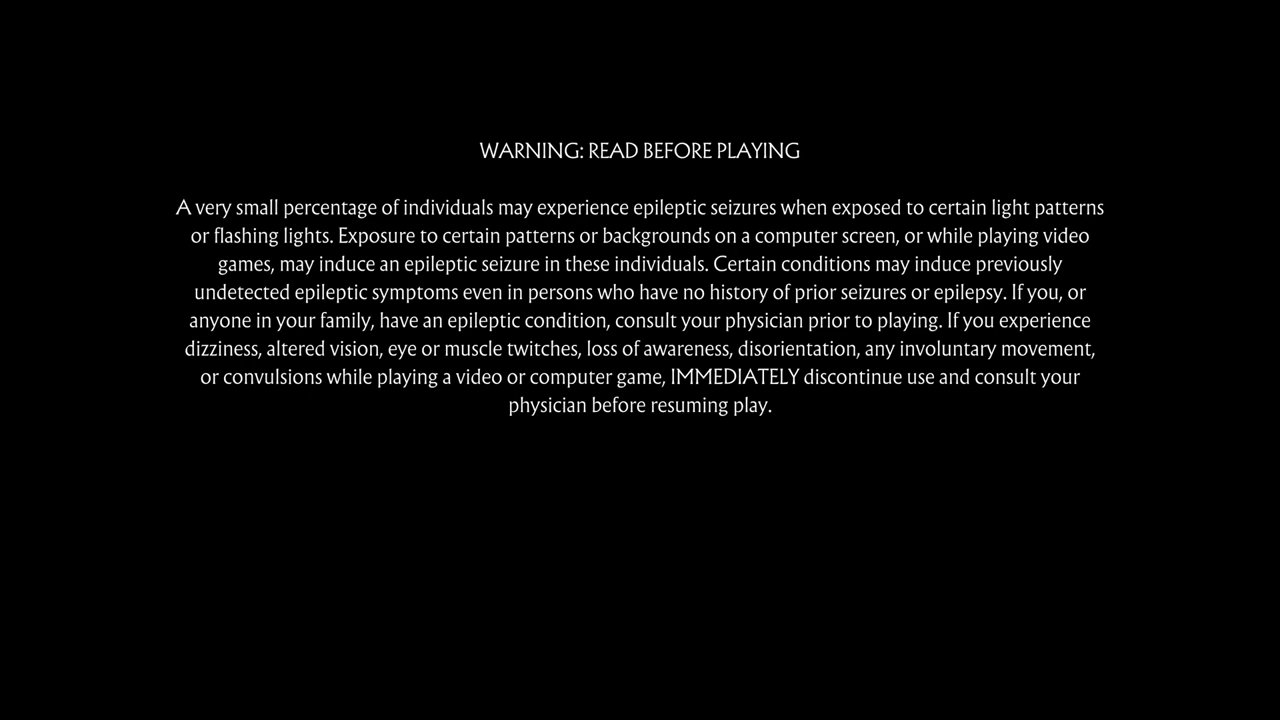 WARNING: READ BEFORE PLAYING
A very small percentage of individuals may experience epileptic seizures when exposed to certain light patterns
or flashing lights. Exposure to certain patterns or backgrounds on a computer screen, or while playing video
games, may induce an epileptic seizure in these individuals. Certain conditions may induce previously
undetected epileptic symptoms even in persons who have no history of prior seizures or epilepsy. If you, or
anyone in your family, have an epileptic condition, consult your physician prior to playing. If you experience
dizziness, altered vision, eye or muscle twitches, loss of awareness, disorientation, any involuntary movement,
or convulsions while playing a video or computer game, IMMEDIATELY discontinue use and consult your
physician before resuming play.